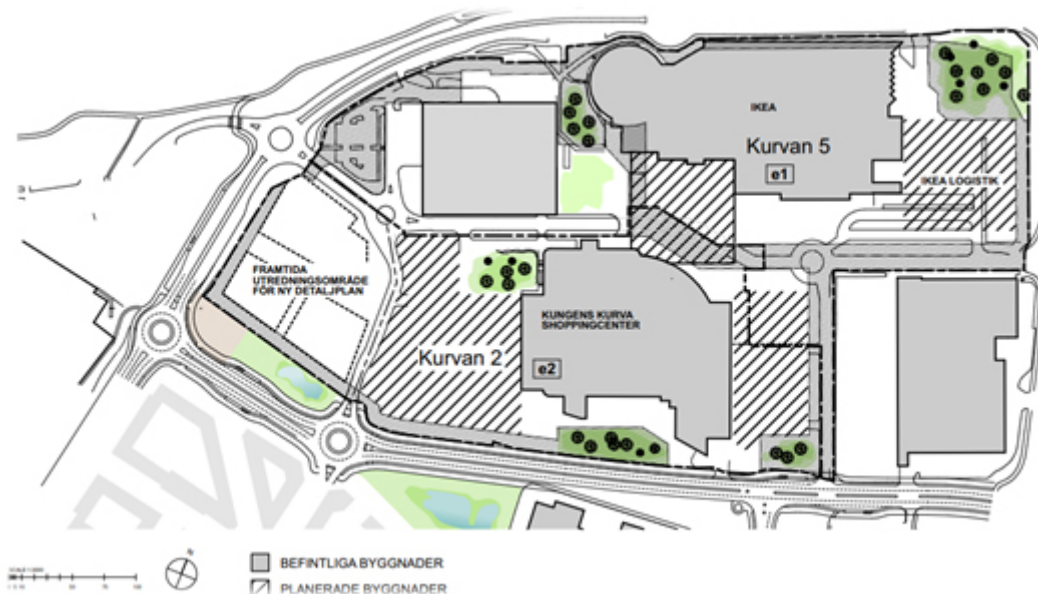 IKEA
Kurvan 5
e1
IKEA LOGISTIK
FRAMTIDA
UTREDNINGSOMRÅDE
FÖR NY DETALJPLAN
KUNGENS KURVA
SHOPPINGCENTER
Kurvan 2
e2
N
BEFINTLIGA BYGGNADER
PLANERADE BYGGNADER